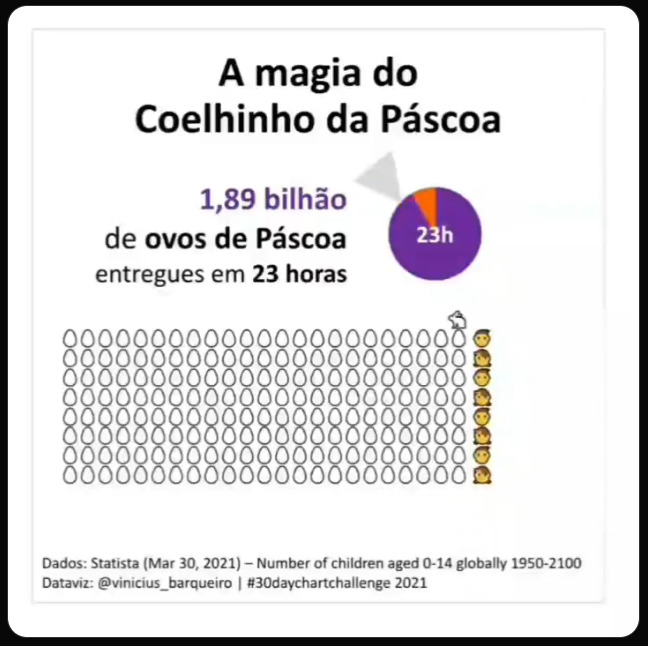 A magia do
Coelhinho da Páscoa
1,89 bilhão
de ovos de Páscoa
entregues em 23 horas
23h
Dados: Statista (Mar 30, 2021) – Number of children aged 0-14 globally 1950-2100
Dataviz: @vinicius_barqueiro | #30daychartchallenge 2021